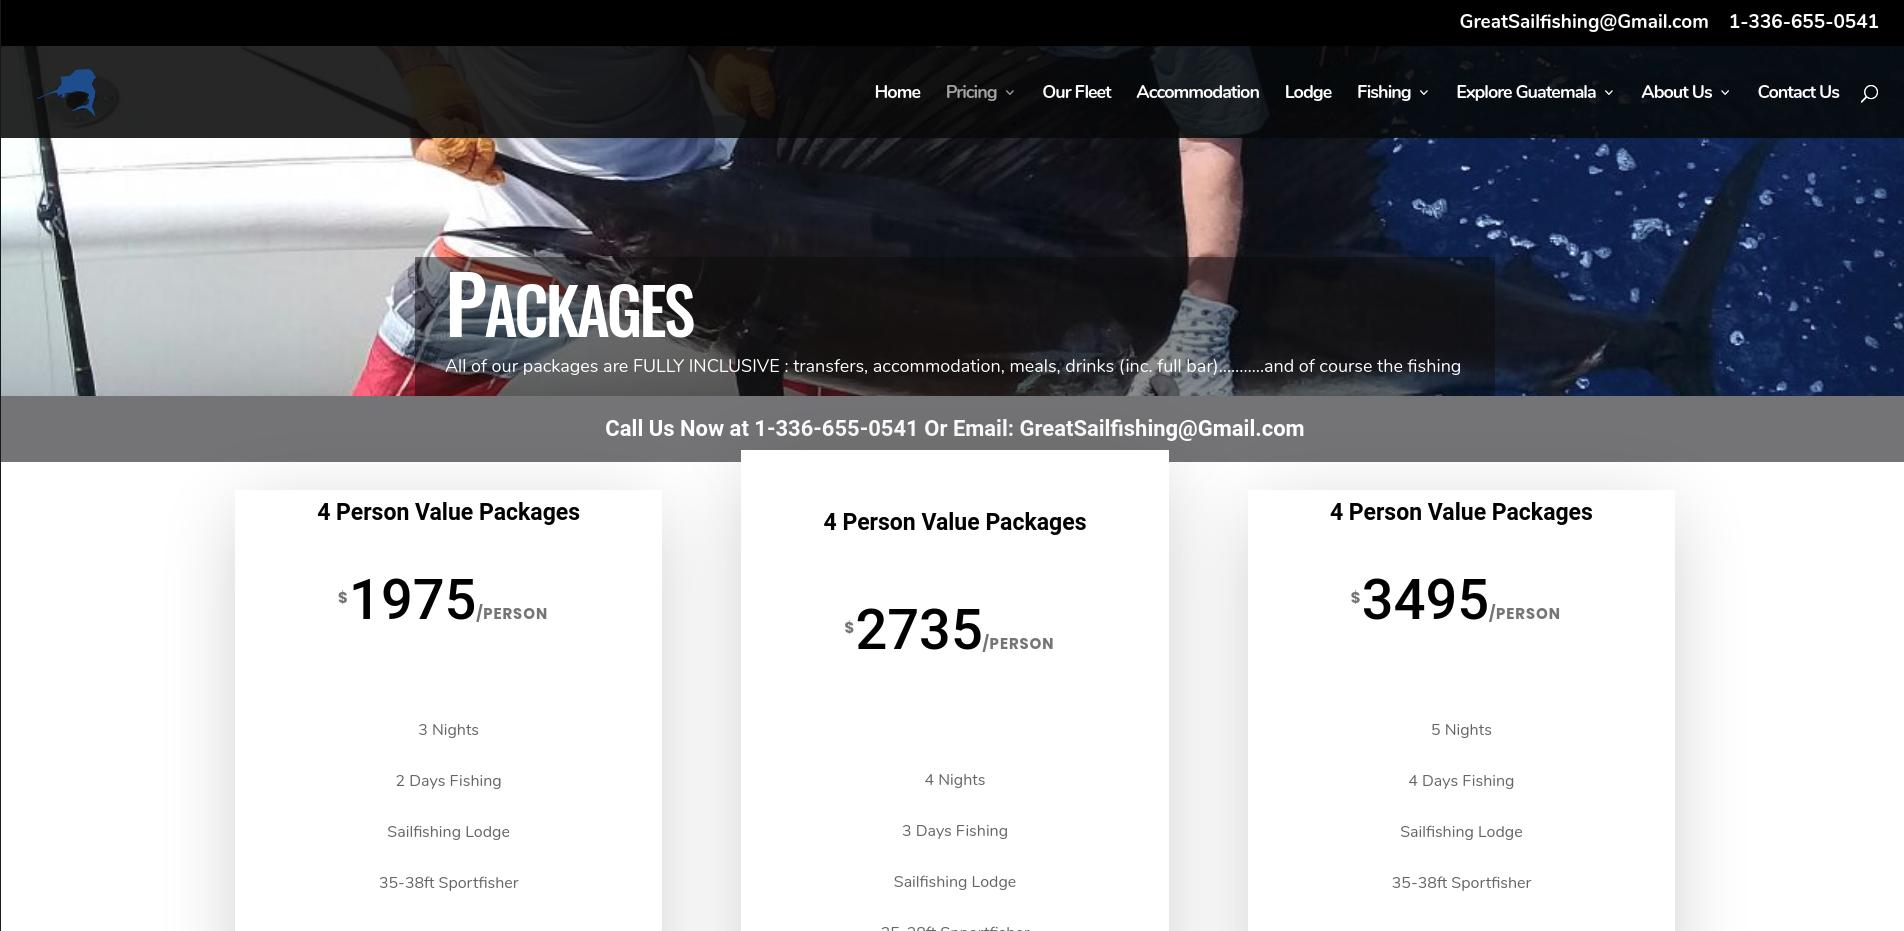 GreatSailfishing@Gmail.com 1-336-655-0541
Home Pricing Our Fleet Accommodation Lodge Fishing Explore Guatemala About Us Contact Us
PACKAGES
All of our packages are FULLY INCLUSIVE : transfers, accommodation, meals, drinks (inc. full bar)...........and of course the fishing
Call Us Now at 1-336-655-0541 Or Email: GreatSailfishing@Gmail.com
4 Person Value Packages
$1975/PERSON
3 Nights
2 Days Fishing
Sailfishing Lodge
35-38ft Sportfisher
4 Person Value Packages
$2735/PERSON
4 Nights
3 Days Fishing
Sailfishing Lodge
4 Person Value Packages
$3495/PERSON
5 Nights
4 Days Fishing
Sailfishing Lodge
35-38ft Sportfisher